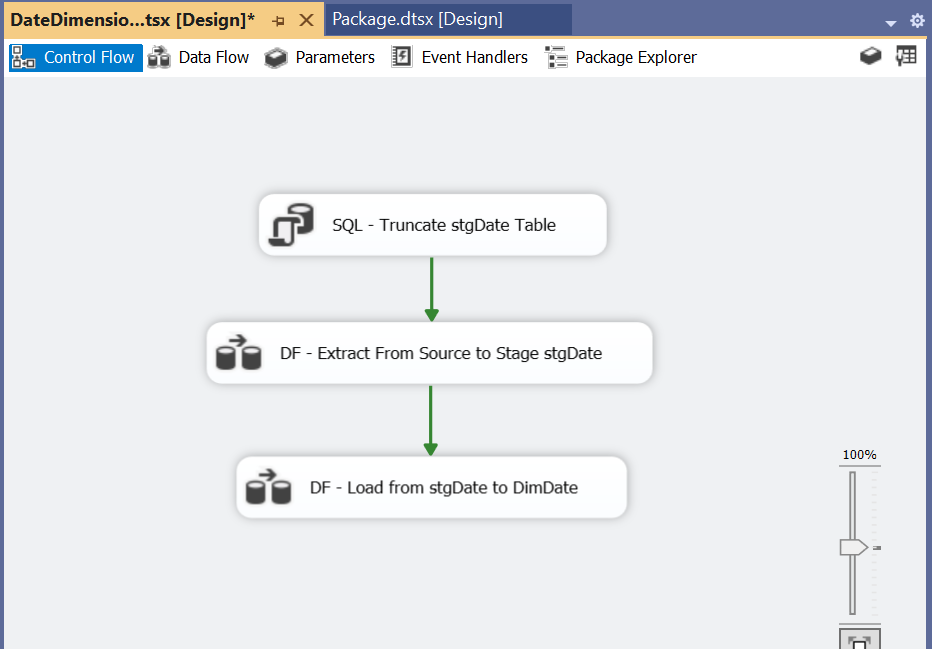 DateDimensio...tsx [Design]* Package.dtsx [Design]
Control Flow Data Flow Parameters Event Handlers Package Explorer
SQL - Truncate stgDate Table
DF - Extract From Source to Stage stgDate
DF - Load from stgDate to DimDate
100%